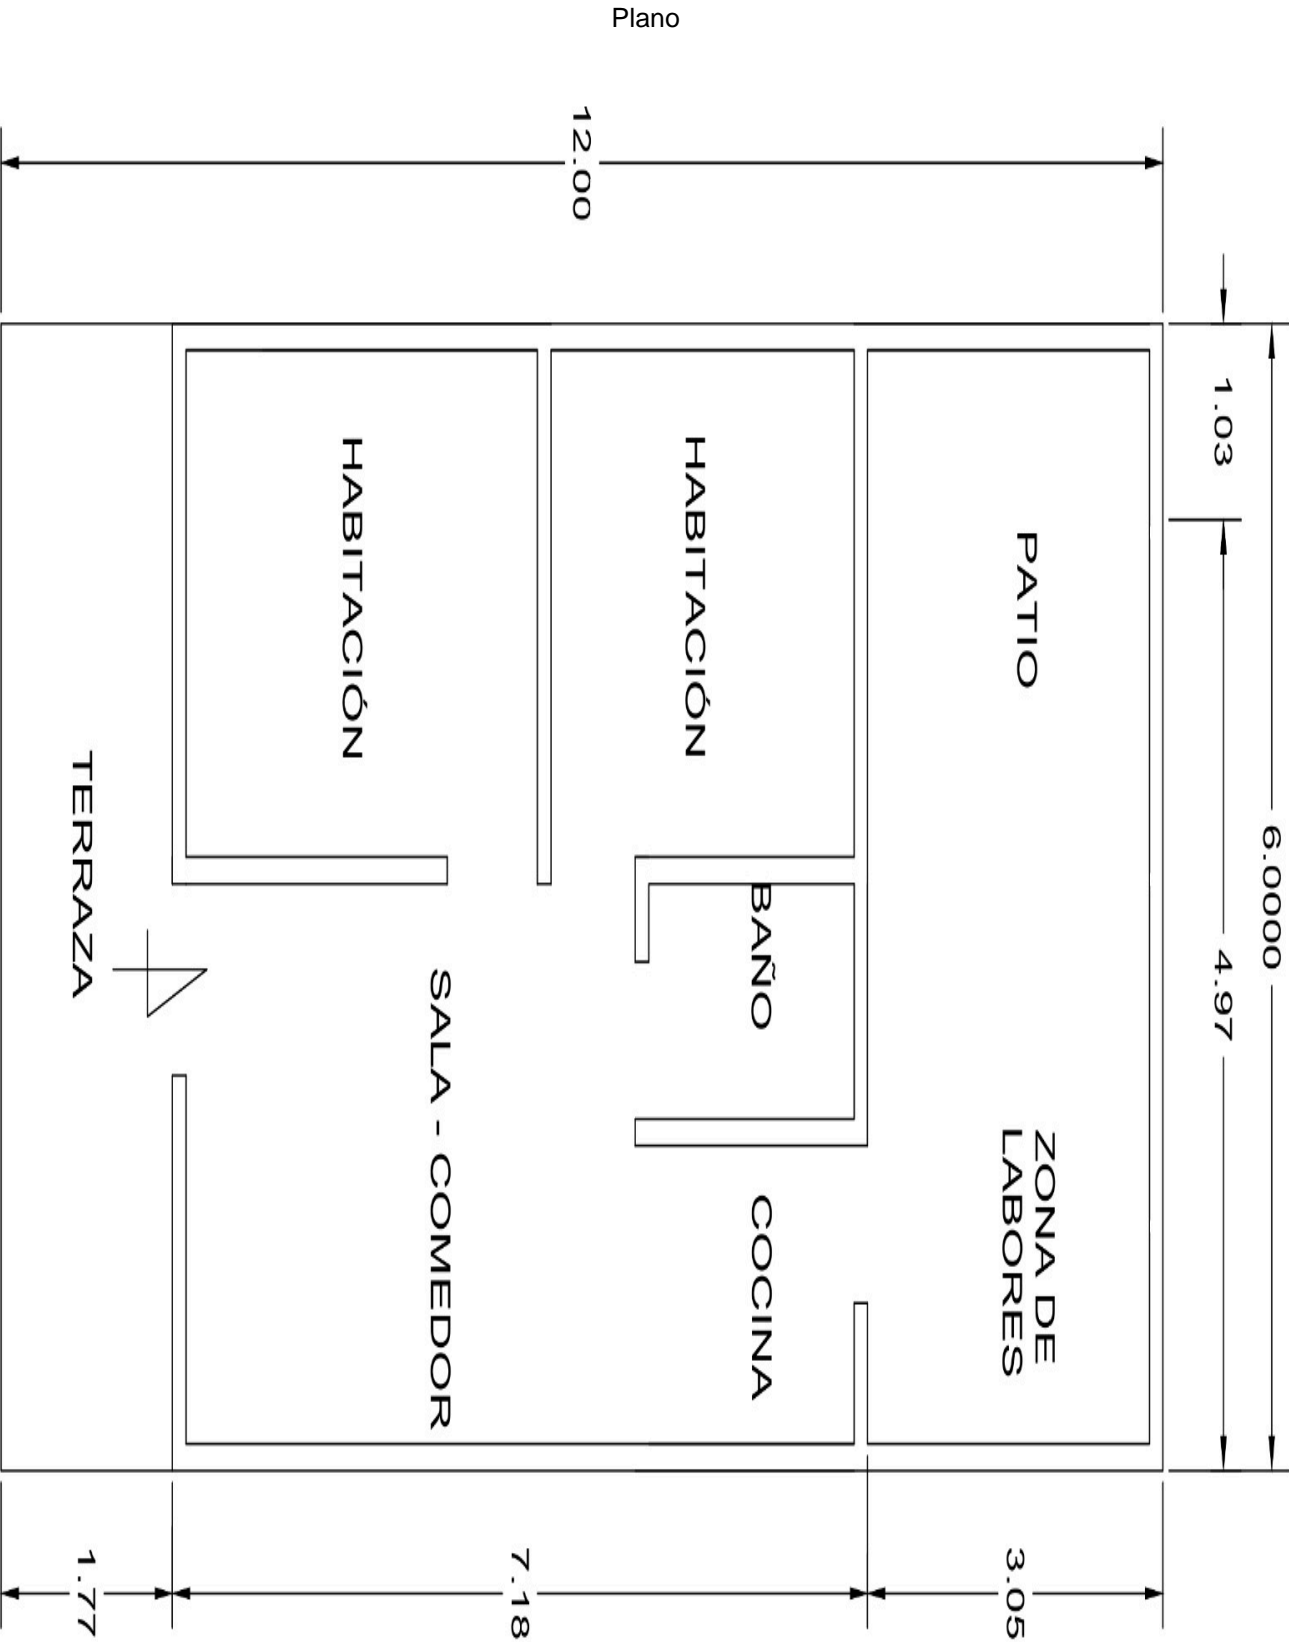 Plano
12.00
1.03
6.0000
4.97
PATIO
ZONA DE
LABORES
HABITACIÓN
HABITACIÓN
BAÑO
COCINA
SALA - COMEDOR
TERRAZA
3.05
7.18
1.77